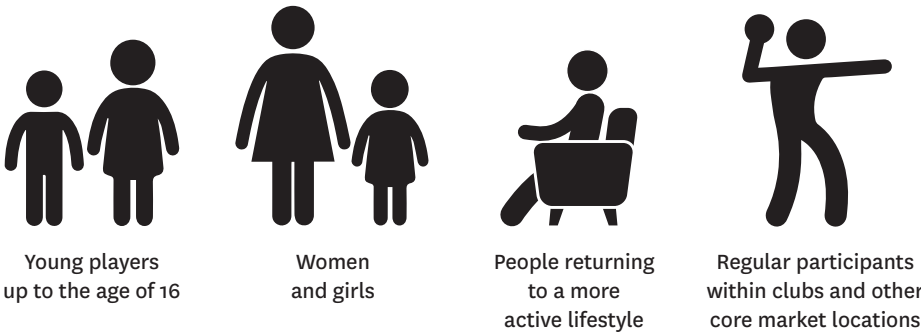 Young players
up to the age of 16
Women
and girls
People returning
to a more
active lifestyle
Regular participants
within clubs and other
core market locations